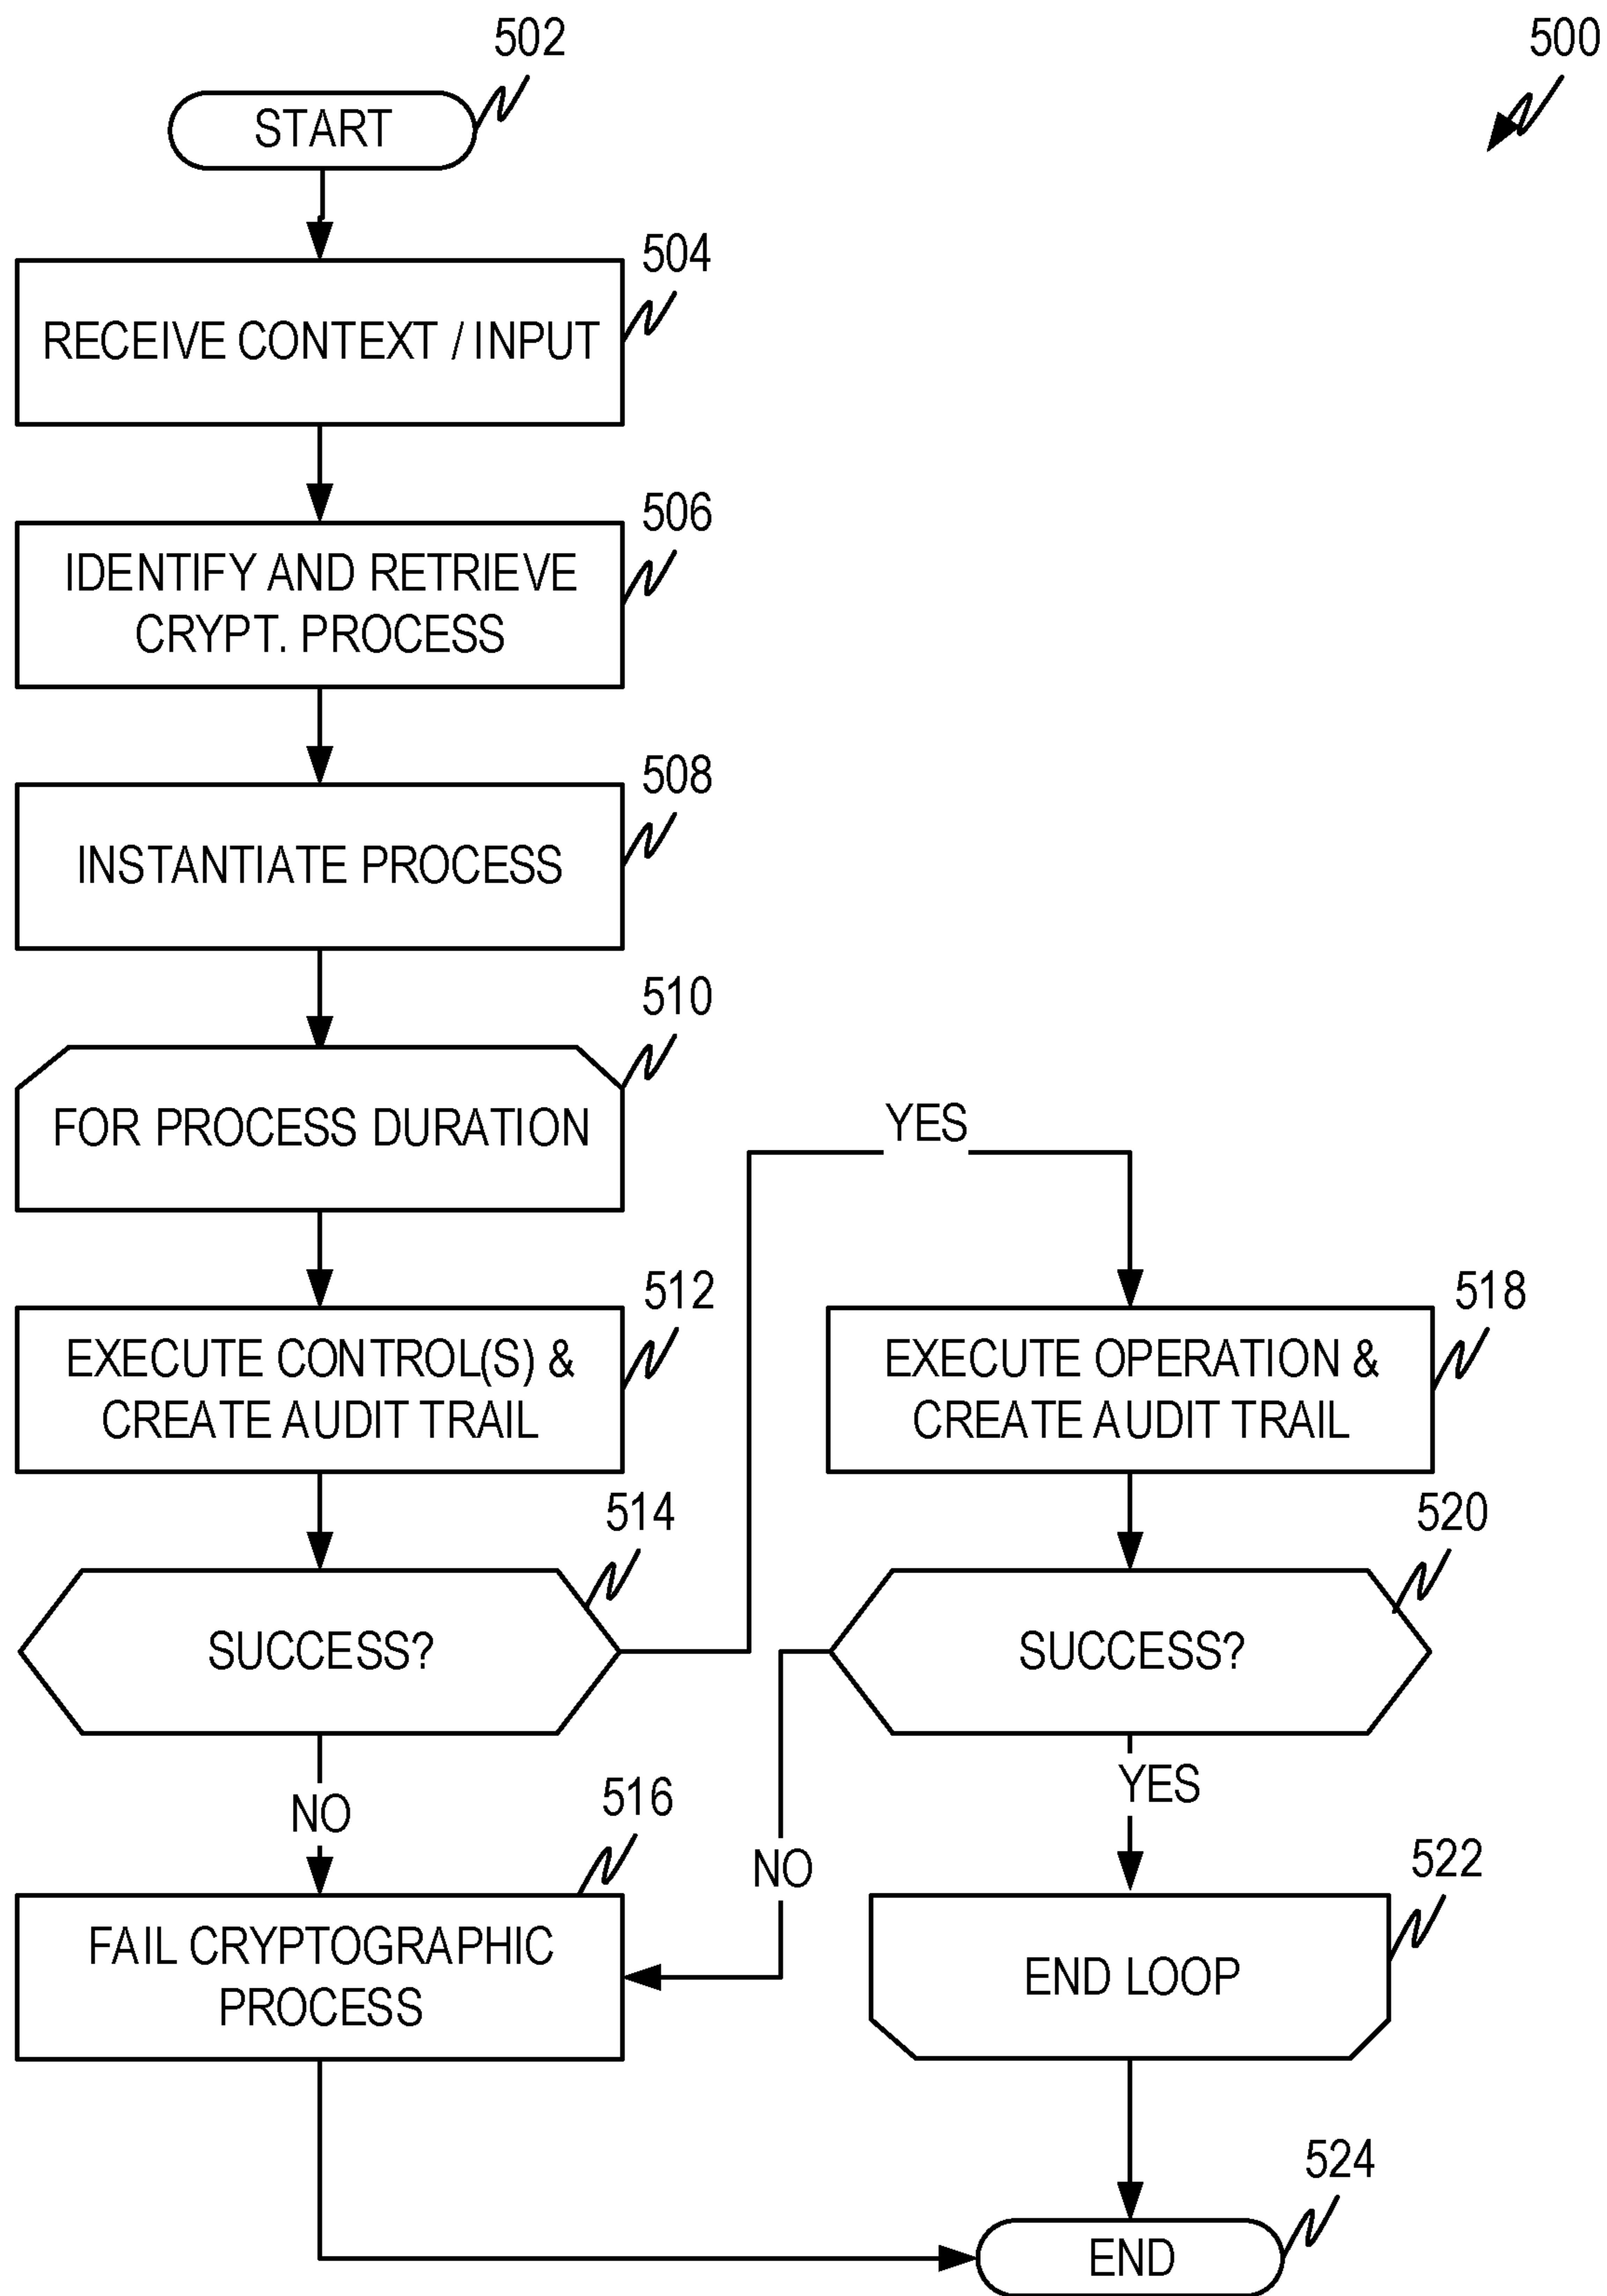 502
500
START
504
RECEIVE CONTEXT / INPUT
506
IDENTIFY AND RETRIEVE
CRYPT. PROCESS
508
INSTANTIATE PROCESS
510
FOR PROCESS DURATION
YES
512
EXECUTE CONTROL(S) &
CREATE AUDIT TRAIL
518
EXECUTE OPERATION &
CREATE AUDIT TRAIL
514
SUCCESS?
520
SUCCESS?
NO
YES
516
FAIL CRYPTOGRAPHIC
PROCESS
NO
522
END LOOP
524
END